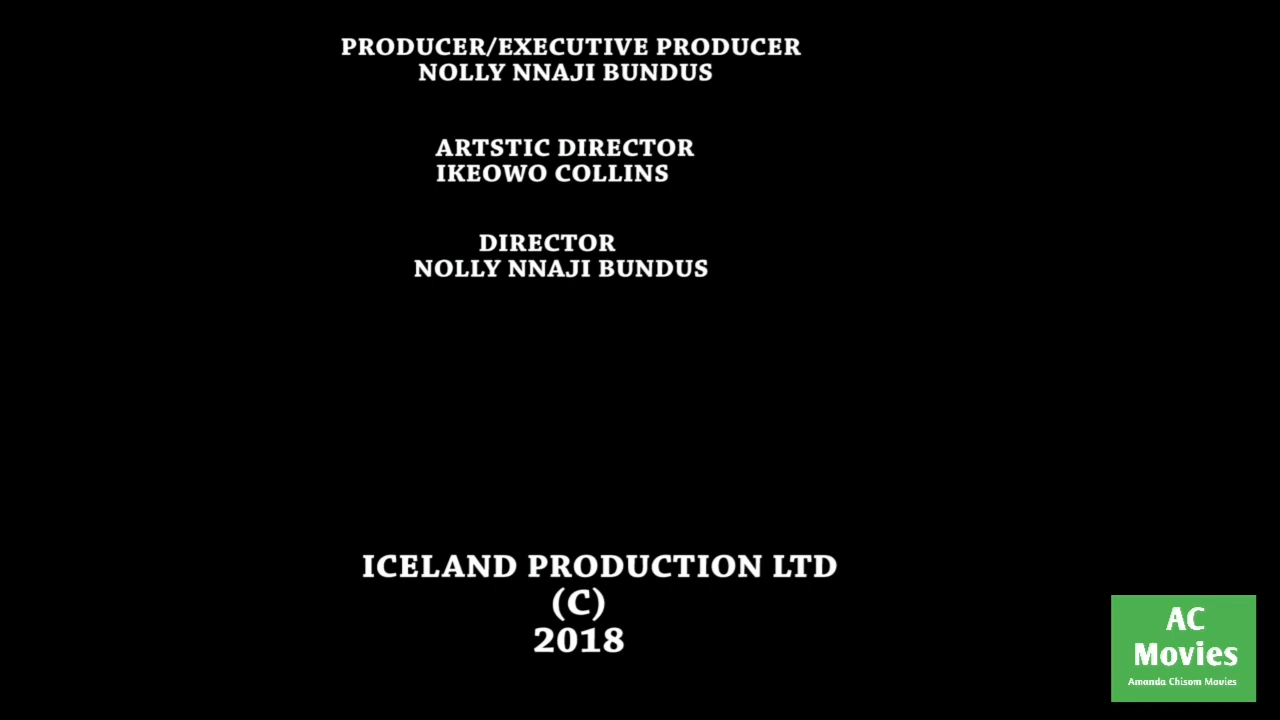 PRODUCER/EXECUTIVE PRODUCER
NOLLY NNAJI BUNDUS
ARTSTIC DIRECTOR
IKEOWO COLLINS
DIRECTOR
NOLLY NNAJI BUNDUS
ICELAND PRODUCTION LTD
(C)
2018
AC
Movies
Amanda Chisom Movies